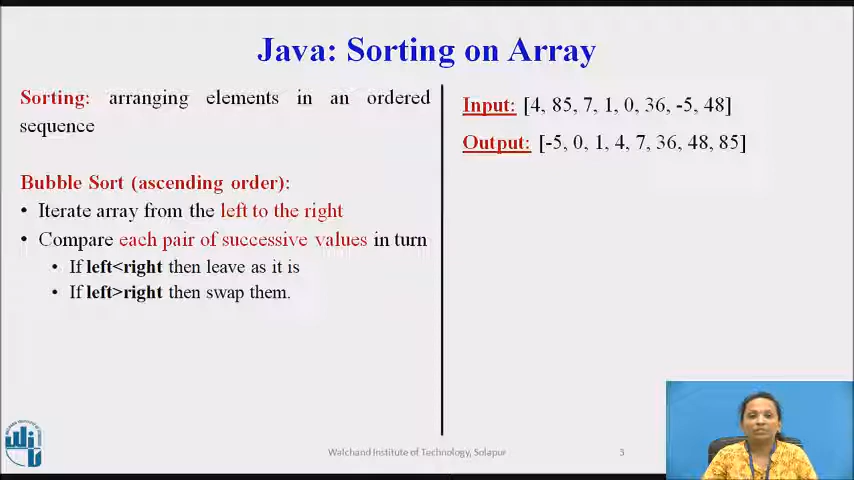 Java: Sorting on Array
Sorting: arranging elements in an ordered
sequence
Bubble Sort (ascending order):
• Iterate array from the left to the right
• Compare each pair of successive values in turn
• If left<right then leave as it is
• If left>right then swap them.
Input: [4, 85, 7, 1, 0, 36, -5, 48]
Output: [-5, 0, 1, 4, 7, 36, 48, 85]
Walchand Institute of Technology, Solapur
3